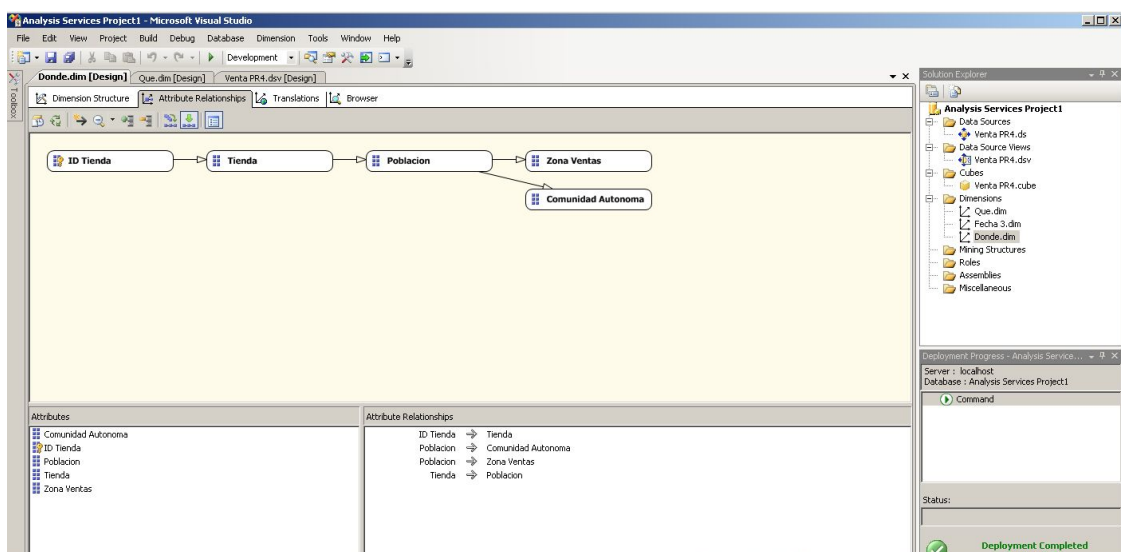 Analysis Services Project1 - Microsoft Visual Studio
File Edit View Project Build Debug Database Dimension Tools Window Help
Development
Toolbox
Donde.dim [Design] Que.dim [Design] Venta PR4.dsv [Design]
Dimension Structure Attribute Relationships Translations Browser
ID Tienda Tienda Poblacion Zona Ventas
Comunidad Autonoma
Attributes
Comunidad Autonoma
ID Tienda
Poblacion
Tienda
Zona Ventas
Attribute Relationships
ID Tienda Tienda
Poblacion Comunidad Autonoma
Poblacion Zona Ventas
Tienda Poblacion
Solution Explorer
Analysis Services Project1
Data Sources
Venta PR4.ds
Data Source Views
Venta PR4.dsv
Cubes
Venta PR4.cube
Dimensions
Que.dim
Fecha 3.dim
Donde.dim
Mining Structures
Roles
Assemblies
Miscellaneous
Deployment Progress - Analysis Service...
Server : localhost
Database : Analysis Services Project1
Command
Status:
Deployment Completed